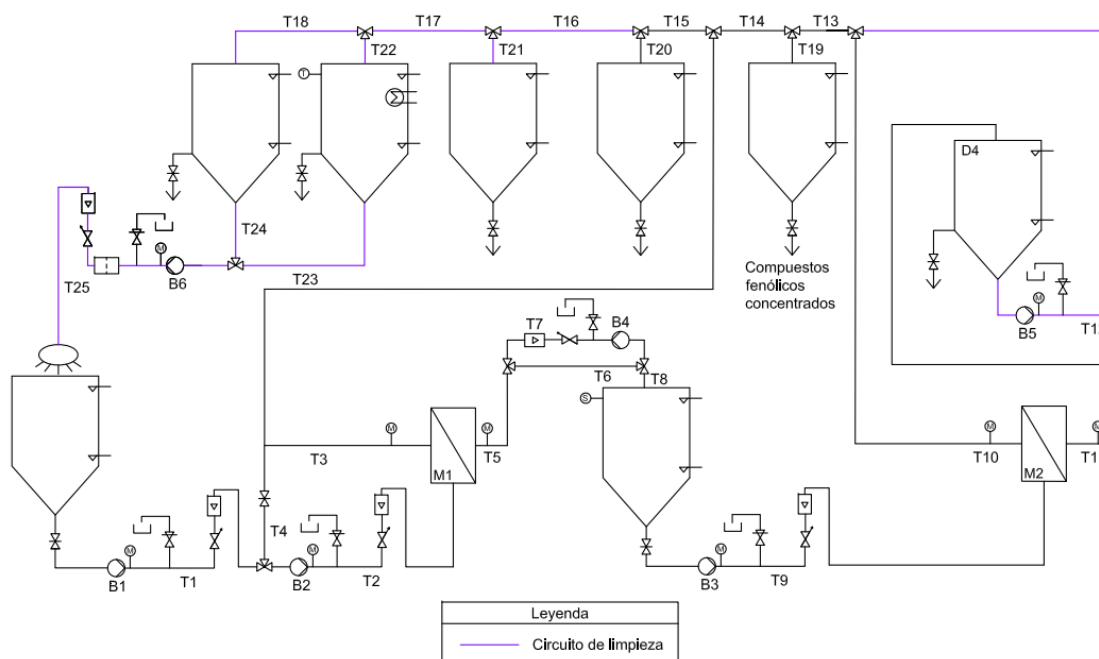 T18
T17
T16
T15
T14
T13
T22
T21
T20
T19
T
D4
T24
M
B6
T23
T25
Compuestos
fenólicos
concentrados
M
B5
T12
T7
B4
T6
T8
S
M
T3
M1
M
T5
M
T10
M2
M
T1
T4
M
B1
T1
M
B2
T2
M
B3
T9
Leyenda
Circuito de limpieza